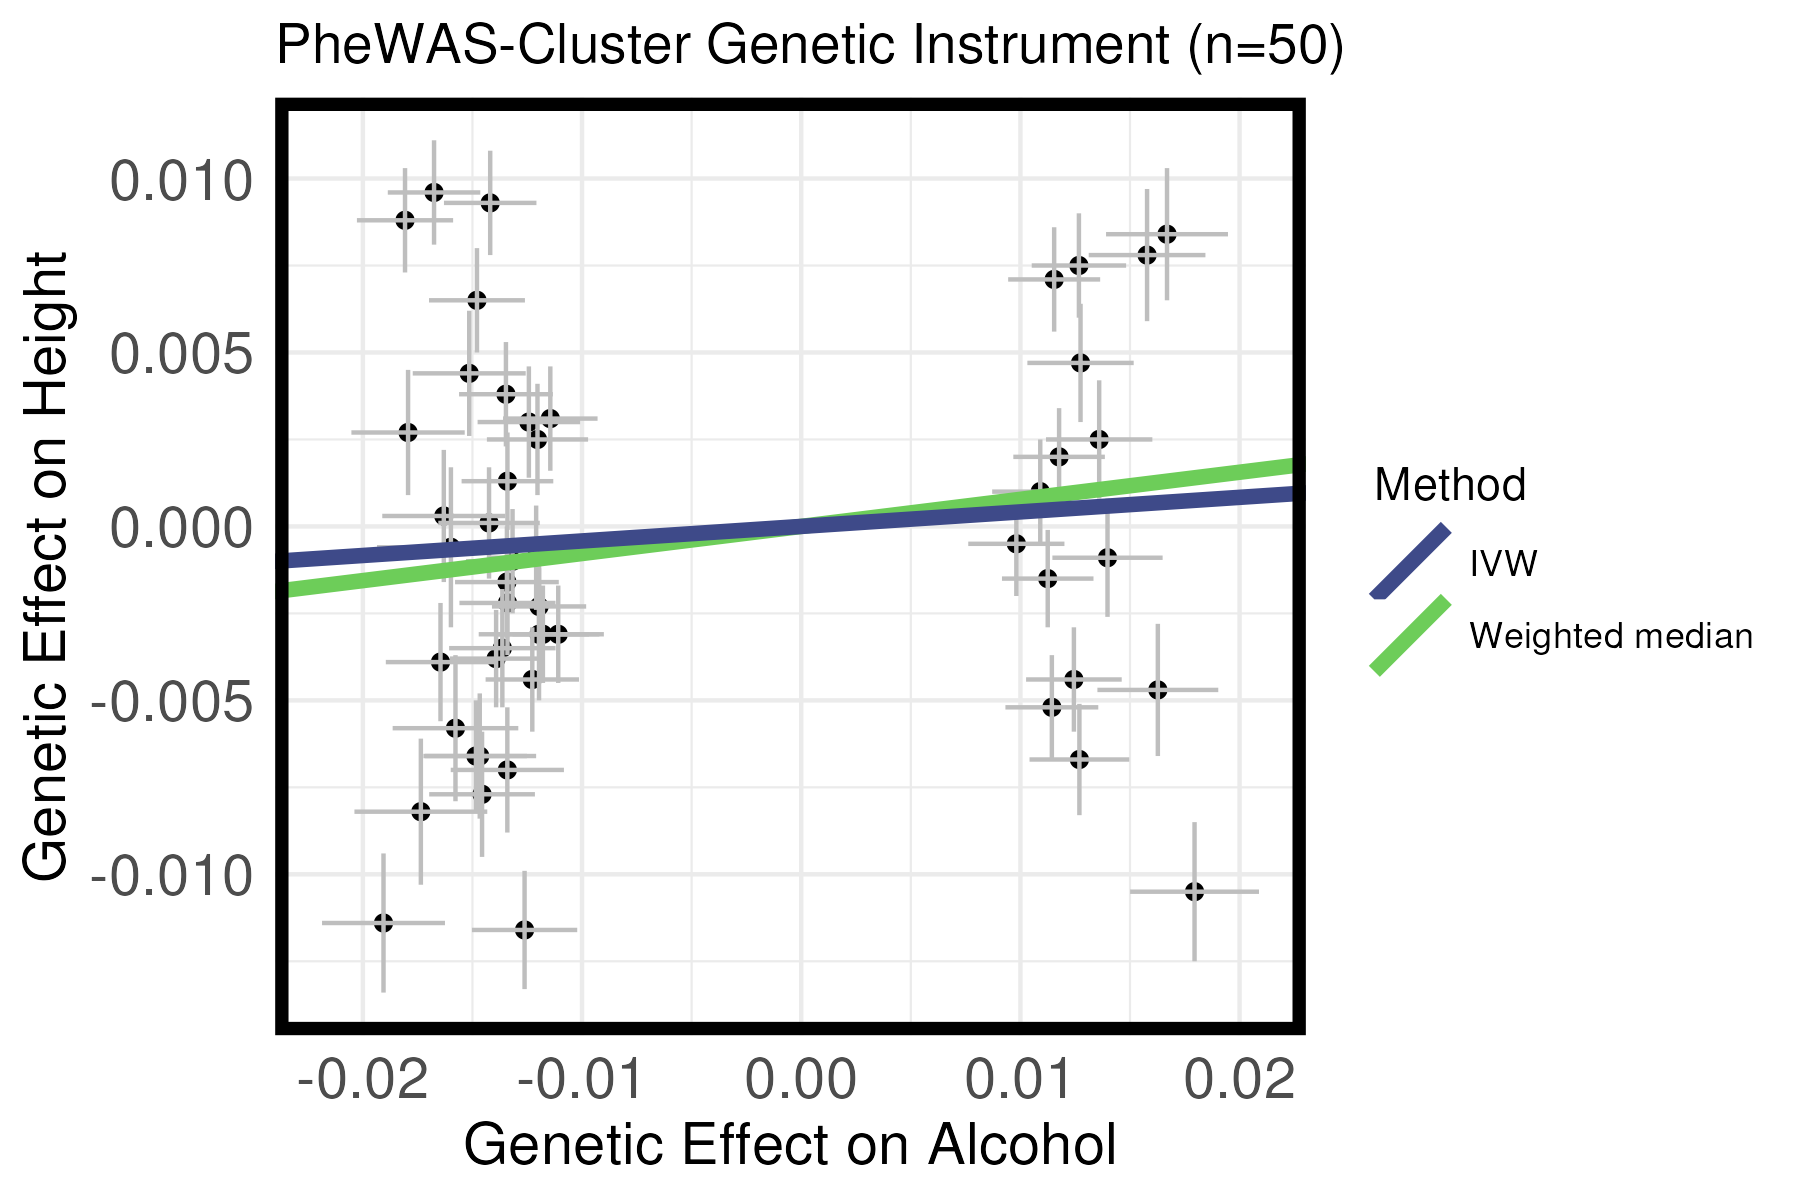 PheWAS-Cluster Genetic Instrument (n=50)
Genetic Effect on Height
0.010
0.005
0.000
-0.005
-0.010
-0.02 -0.01 0.00 0.01 0.02
Genetic Effect on Alcohol
Method
IVW
Weighted median